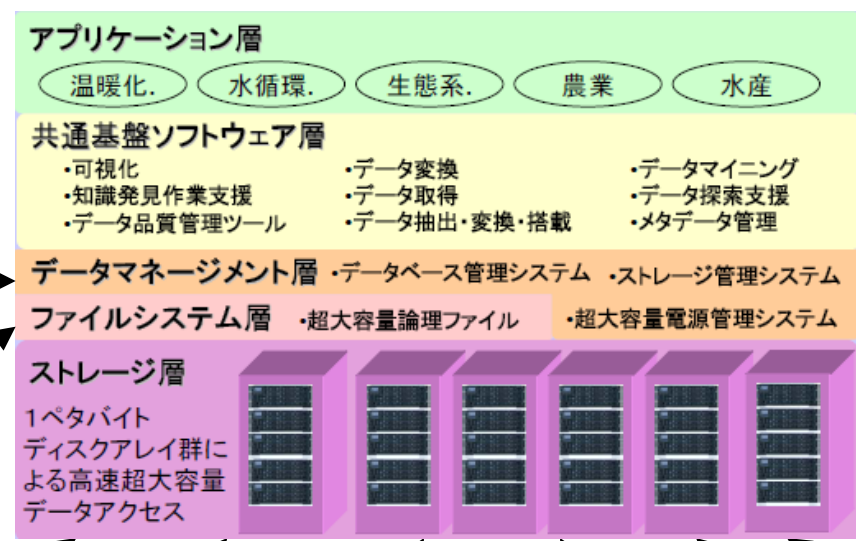 アプリケーション層
温暖化. 水循環. 生態系. 農業 水産
共通基盤ソフトウェア層
・可視化 ・データ変換 ・データマイニング
・知識発見作業支援 ・データ取得 ・データ探索支援
・データ品質管理ツール ・データ抽出・変換・搭載 ・メタデータ管理
データマネージメント層 ・データベース管理システム ・ストレージ管理システム
ファイルシステム層 ・超大容量論理ファイル ・超大容量電源管理システム
ストレージ層
1ペタバイト
ディスクアレイ群に
よる高速超大容量
データアクセス